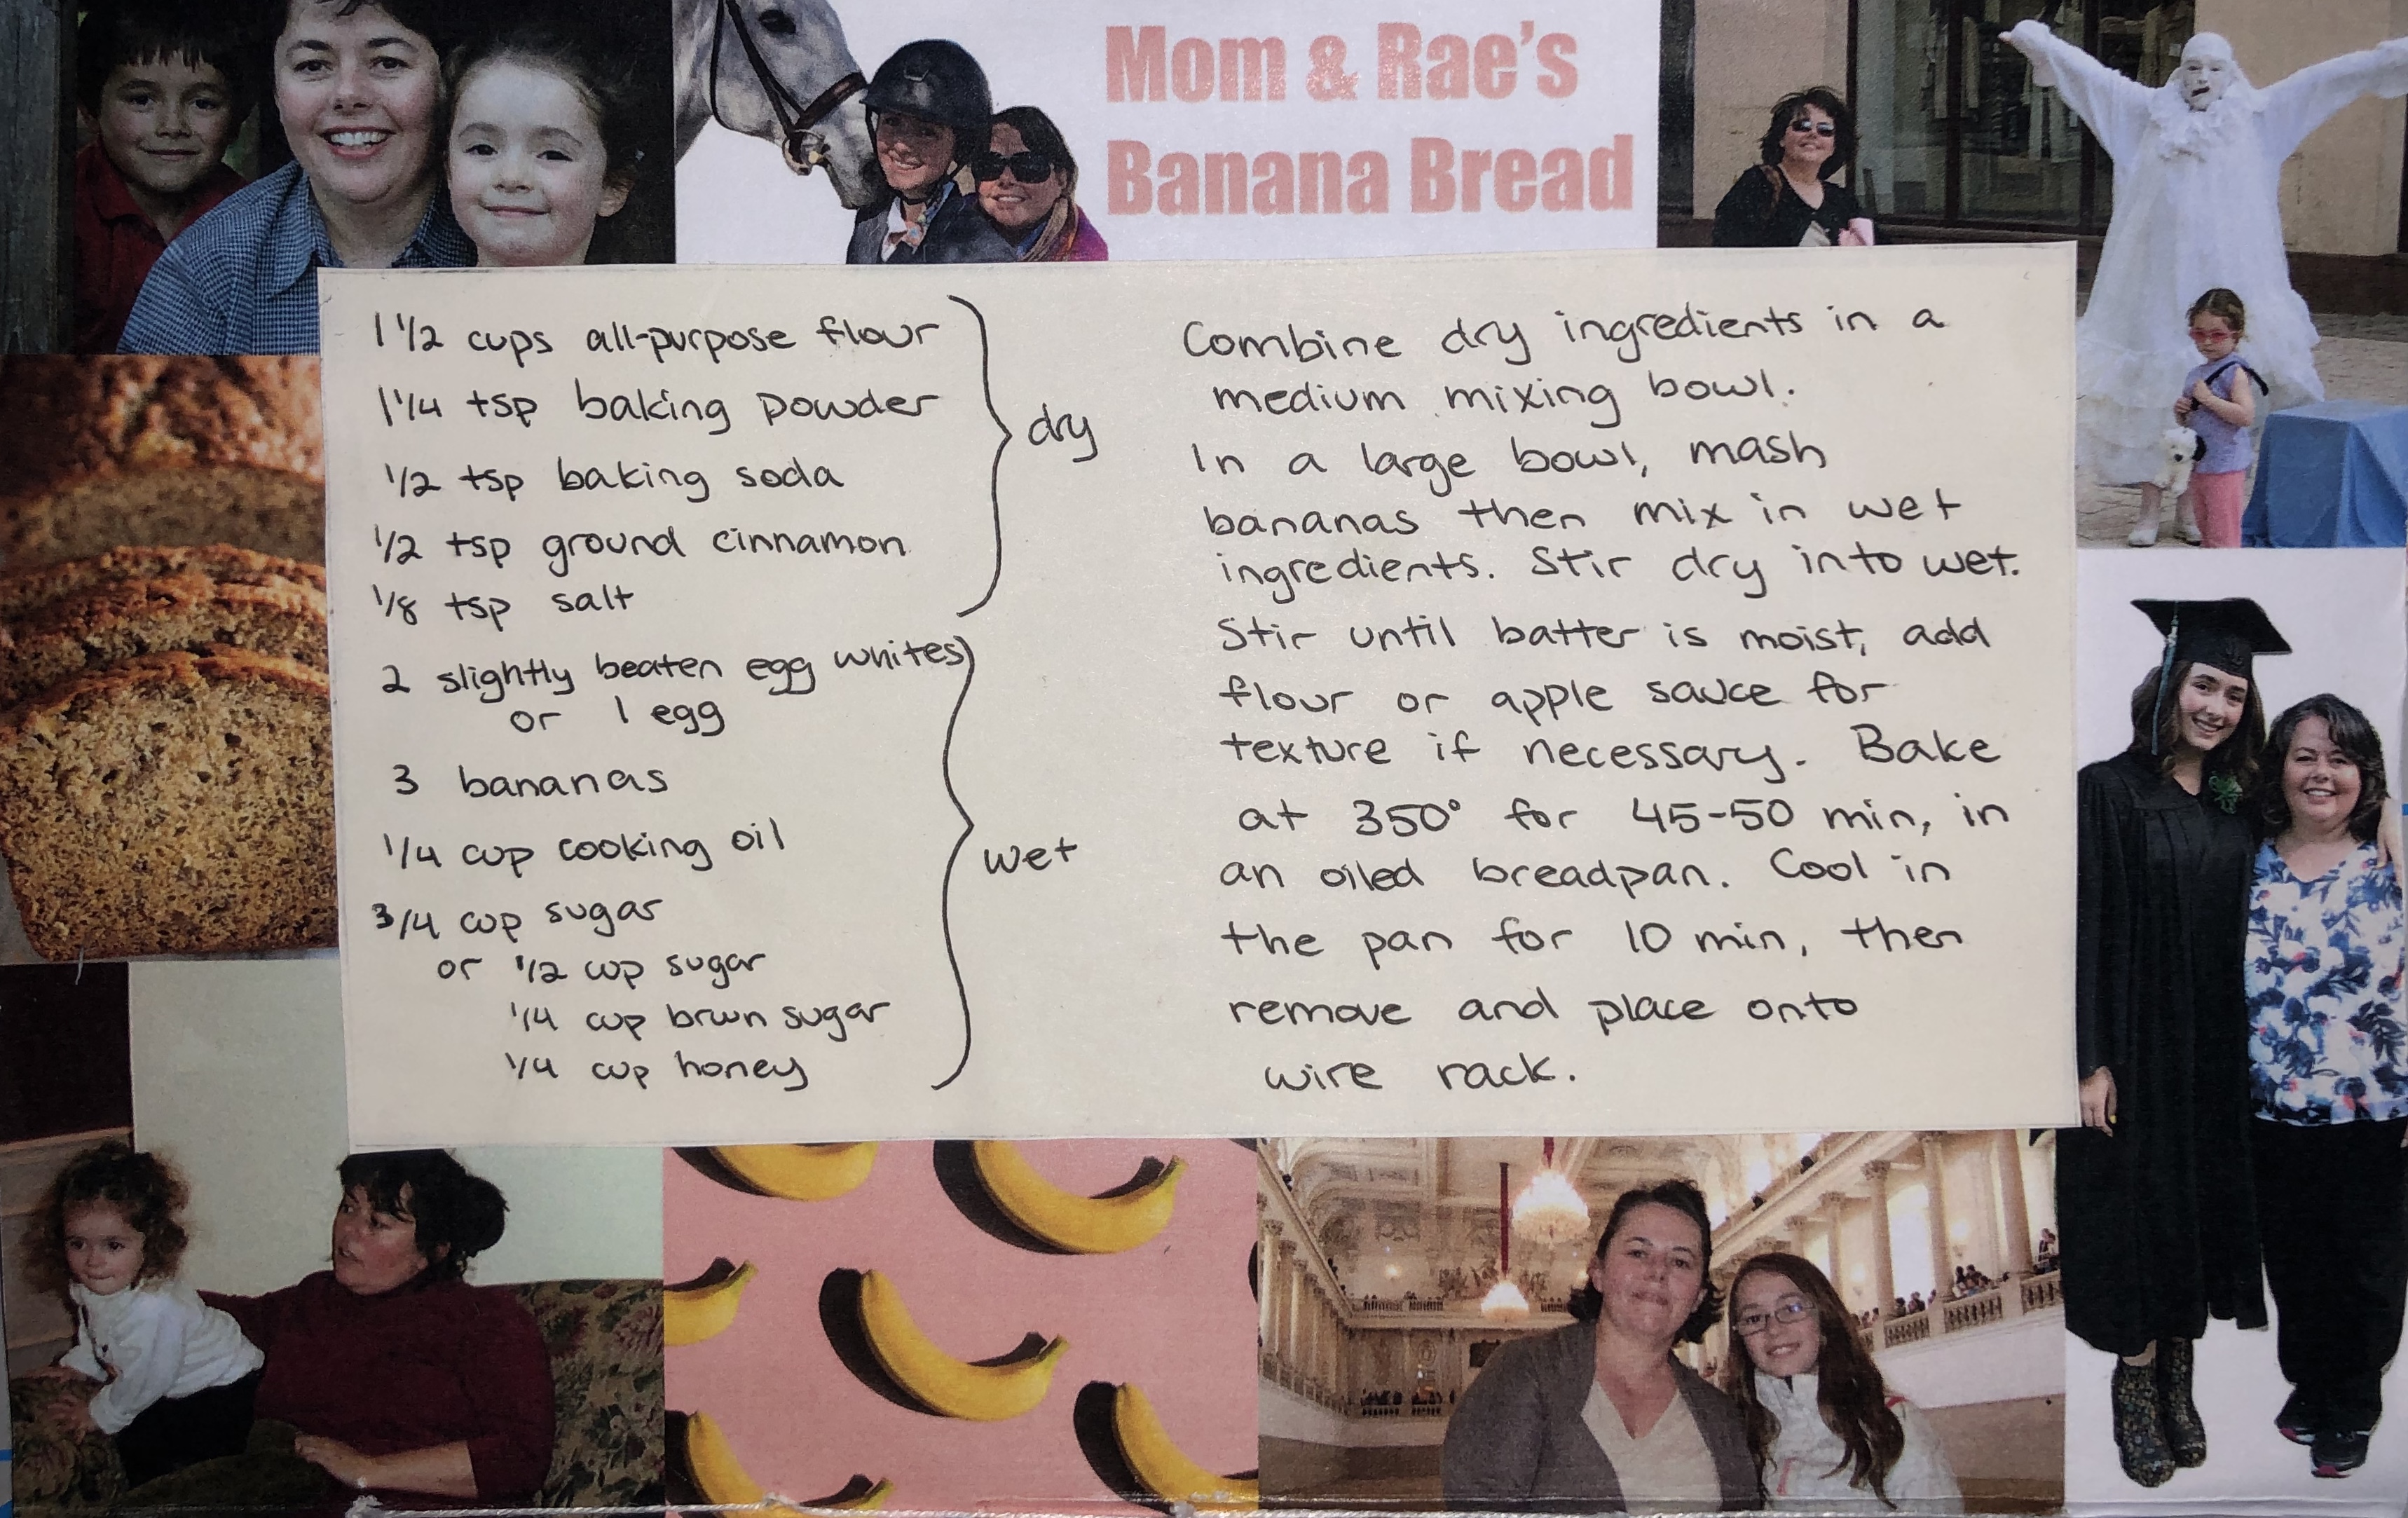 Mom & Rae's
Banana Bread
1 1/2 cups all-purpose flour
1 1/4 tsp baking powder
1/2 tsp baking soda
1/2 tsp ground cinnamon
1/8 tsp salt
dry
2 slightly beaten egg whites
or 1 egg
3 bananas
1/4 cup cooking oil
3/4 cup sugar
or 1/2 cup sugar
1/4 cup brwn sugar
1/4 cup honey
wet
Combine dry ingredients in a
medium mixing bowl.
In a large bowl, mash
bananas then mix in wet
ingredients. Stir dry into wet.
Stir until batter is moist, add
flour or apple sauce for
texture if necessary. Bake
at 350° for 45-50 min, in
an oiled breadpan. Cool in
the pan for 10 min, then
remove and place onto
wire rack.